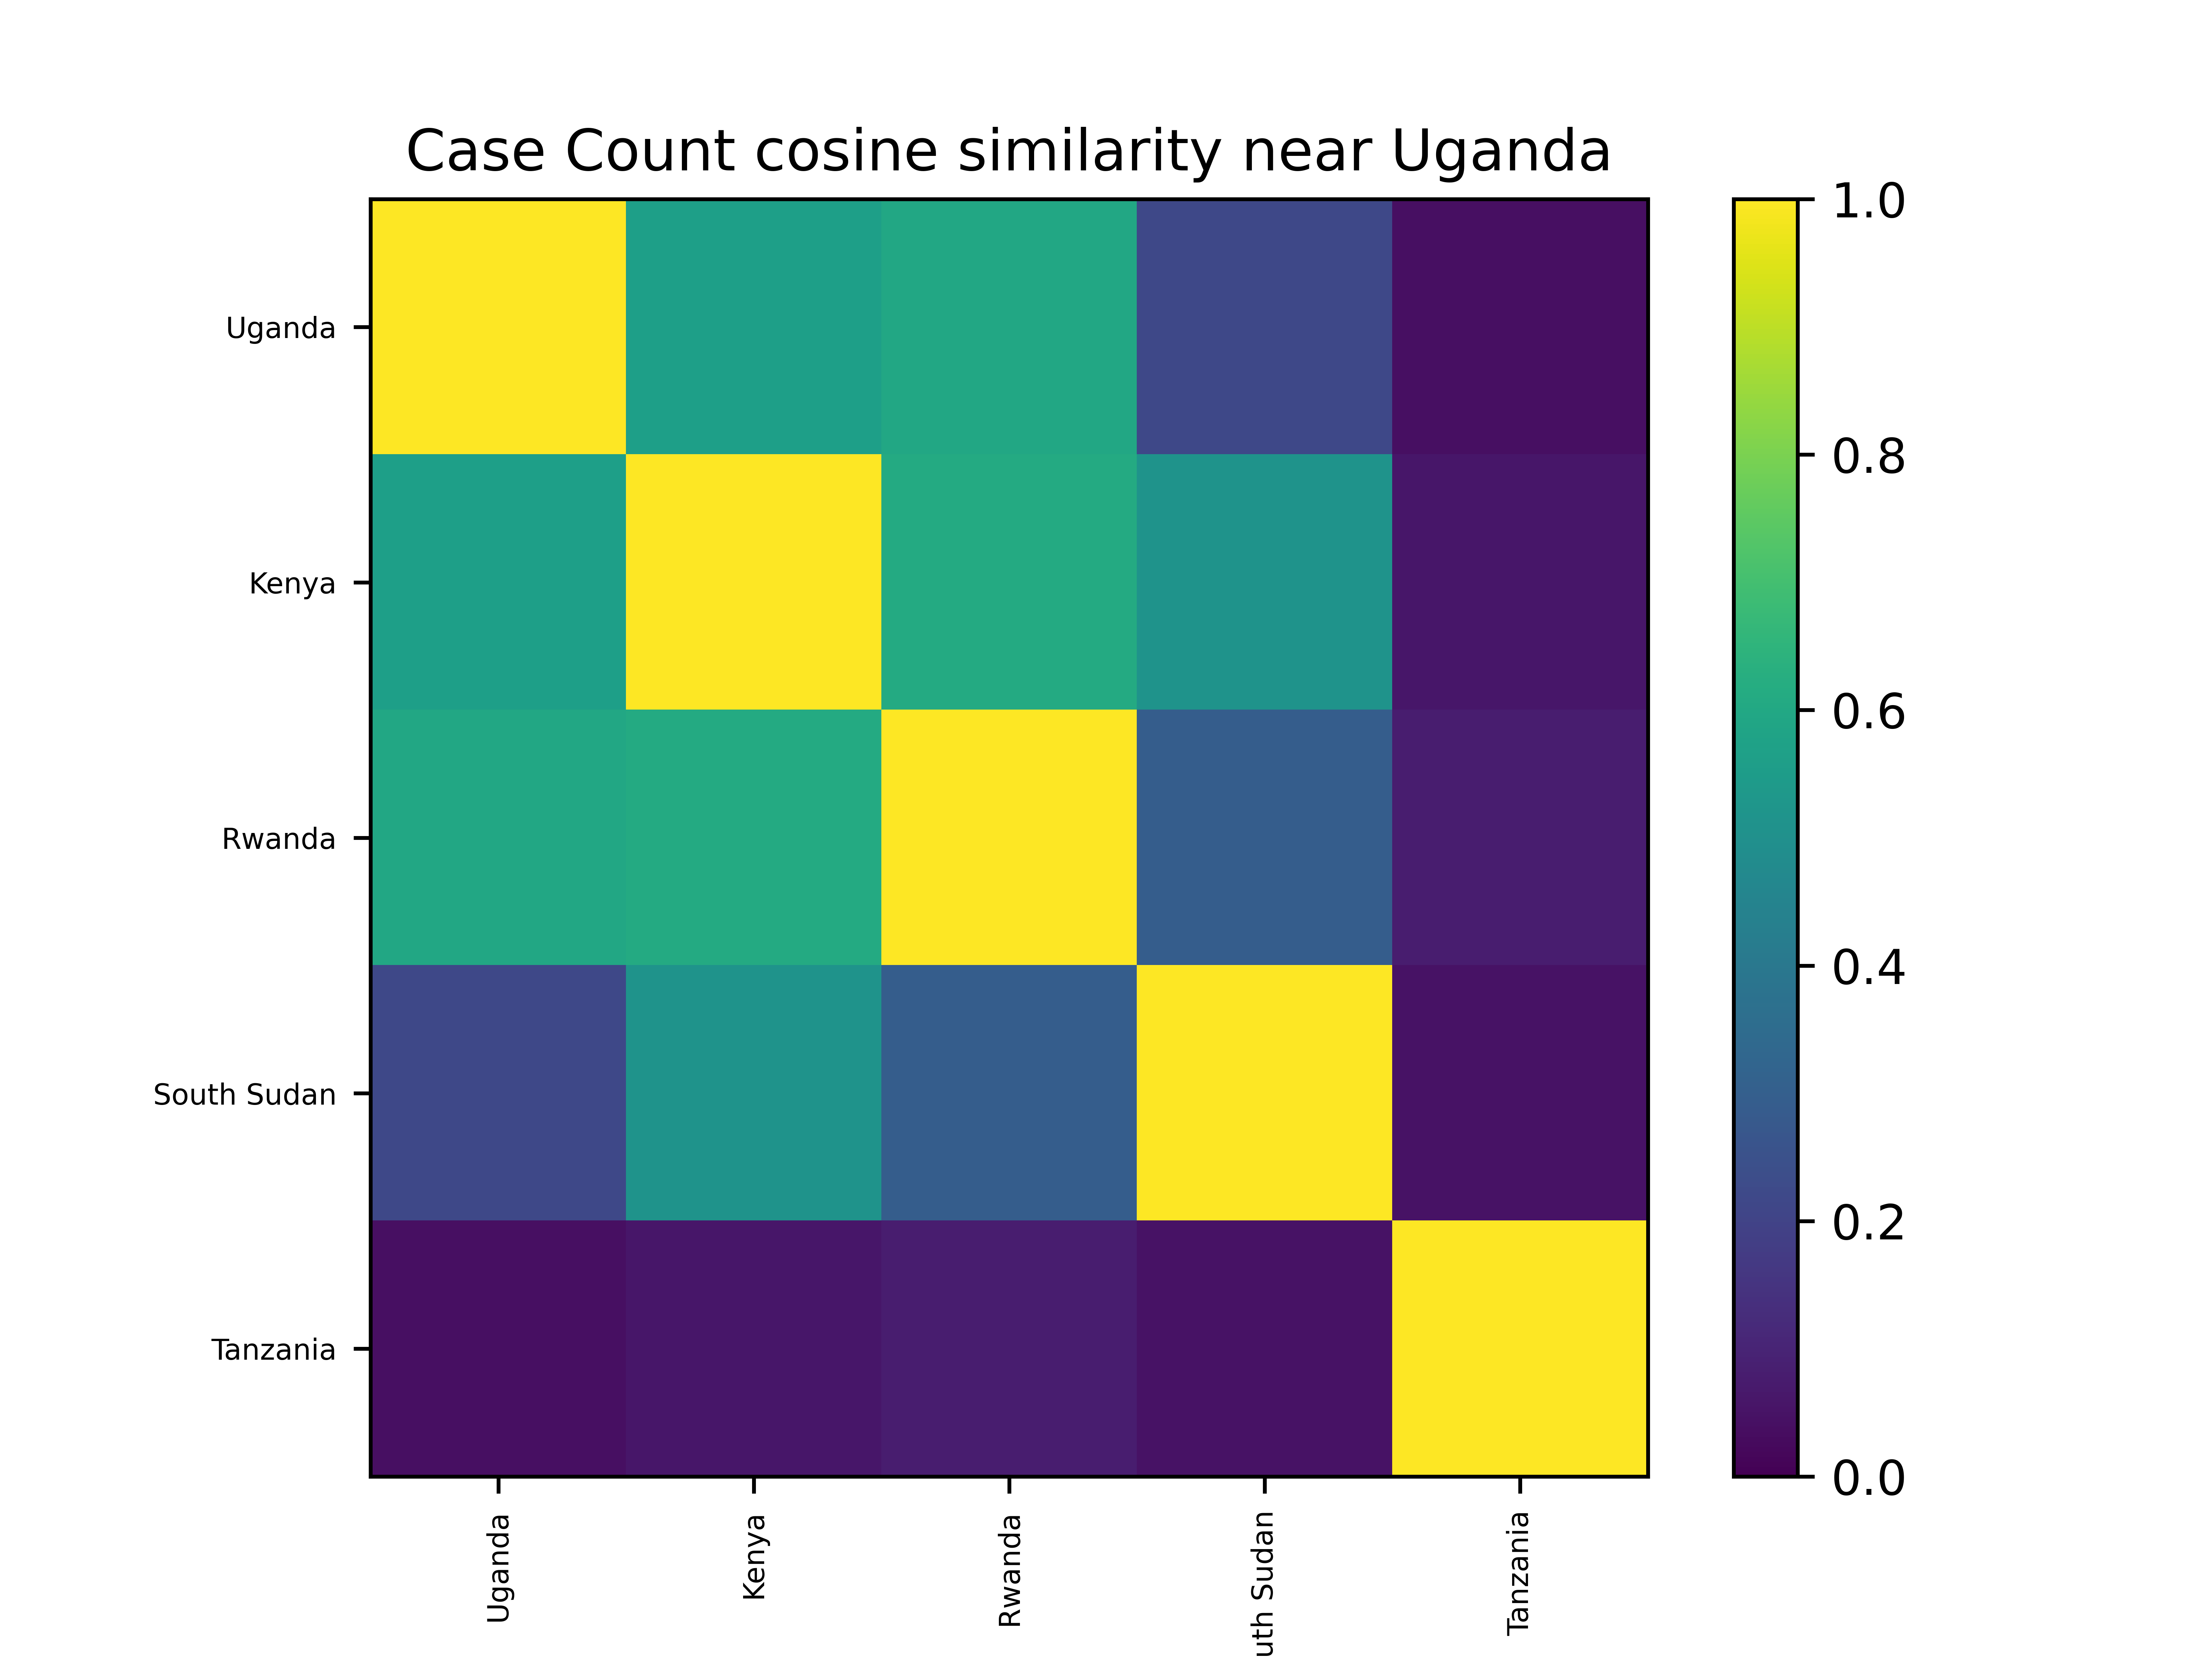 Case Count cosine similarity near Uganda
Uganda
Kenya
Rwanda
South Sudan
Tanzania
Uganda
Kenya
Rwanda
uth Sudan
Tanzania
1.0
0.8
0.6
0.4
0.2
0.0